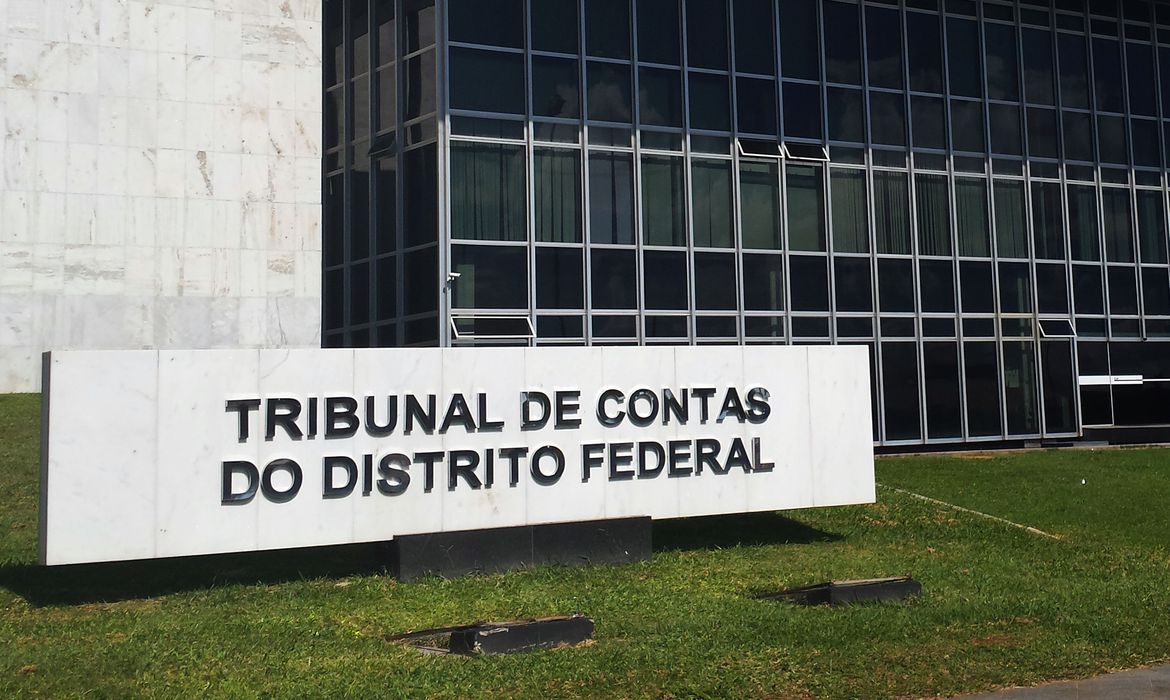 TRIBUNAL DE CONTAS
DO DISTRITO FEDERAL